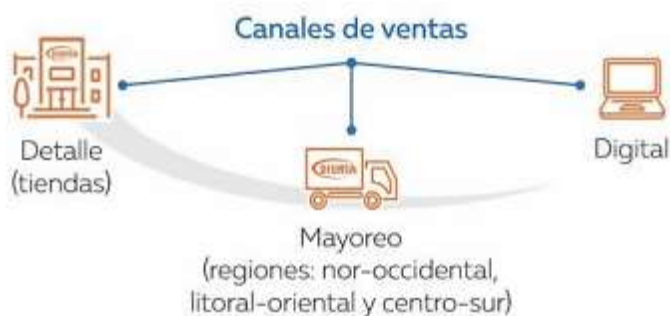 Canales de ventas
Detalle
(tiendas)
Digital
Mayoreo
(regiones: nor-occidental,
litoral-oriental y centro-sur)